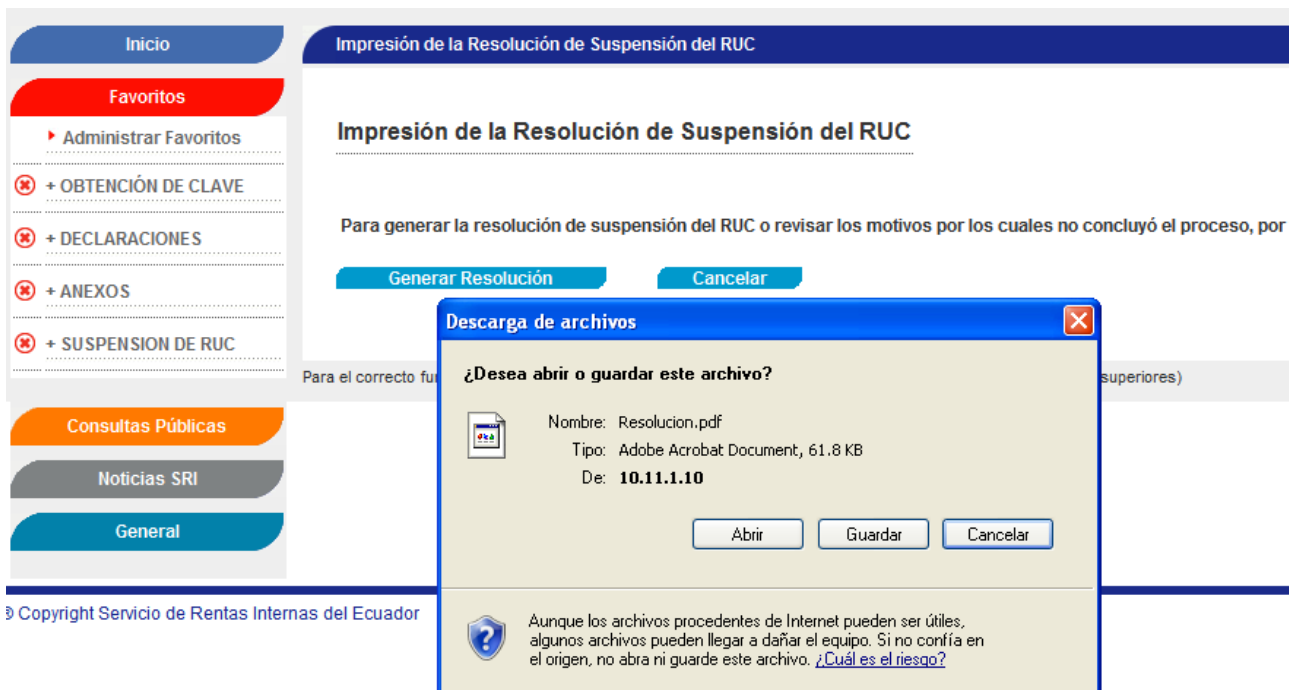 Inicio
Favoritos
Administrar Favoritos
+ OBTENCIÓN DE CLAVE
+ DECLARACIONES
+ ANEXOS
+ SUSPENSION DE RUC
Consultas Públicas
Noticias SRI
General
Impresión de la Resolución de Suspensión del RUC
Impresión de la Resolución de Suspensión del RUC
Para generar la resolución de suspensión del RUC o revisar los motivos por los cuales no concluyó el proceso, por
Generar Resolución
Cancelar
Para el correcto
superiores)
Descarga de archivos
¿Desea abrir o guardar este archivo?
Nombre: Resolucion.pdf
Tipo: Adobe Acrobat Document, 61.8 KB
De: 10.11.1.10
Abrir
Guardar
Cancelar
Aunque los archivos procedentes de Internet pueden ser útiles,
algunos archivos pueden llegar a dañar el equipo. Si no confía en
el origen, no abra ni guarde este archivo. ¿Cuál es el riesgo?
© Copyright Servicio de Rentas Internas del Ecuador